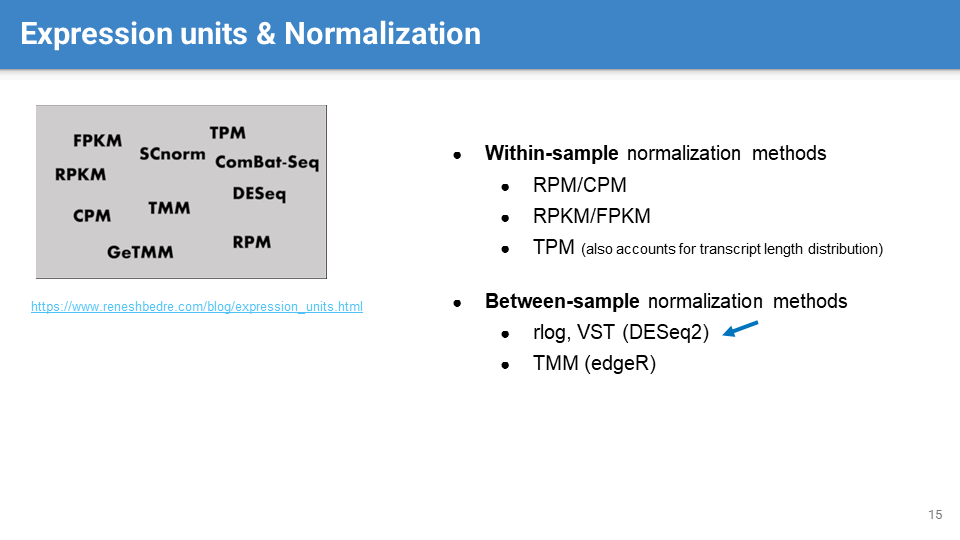 Expression units & Normalization
FPKM
TPM
SCnorm
ComBat-Seq
RPKM
DESeq
CPM
TMM
GeTMM
RPM
https://www.reneshbedre.com/blog/expression_units.html
● Within-sample normalization methods
● RPM/CPM
● RPKM/FPKM
● TPM (also accounts for transcript length distribution)
● Between-sample normalization methods
● rlog, VST (DESeq2)
● TMM (edgeR)
15